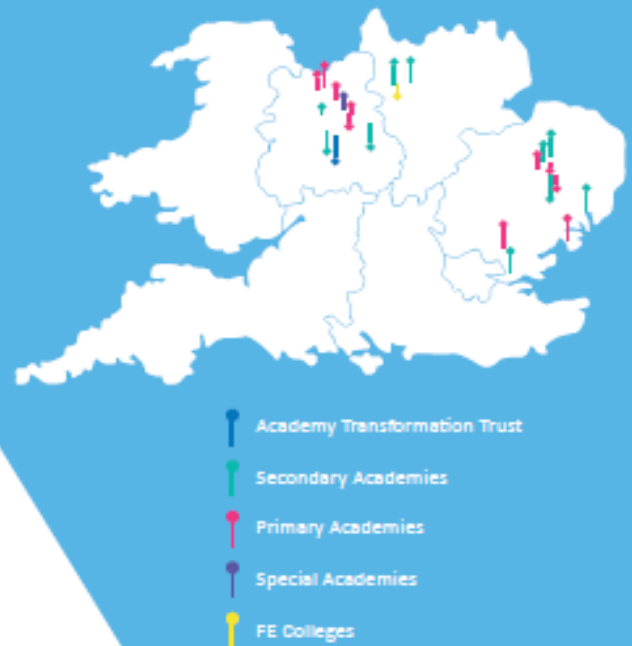 Academy Transformation Trust
Secondary Academies
Primary Academies
Special Academies
FE Colleges